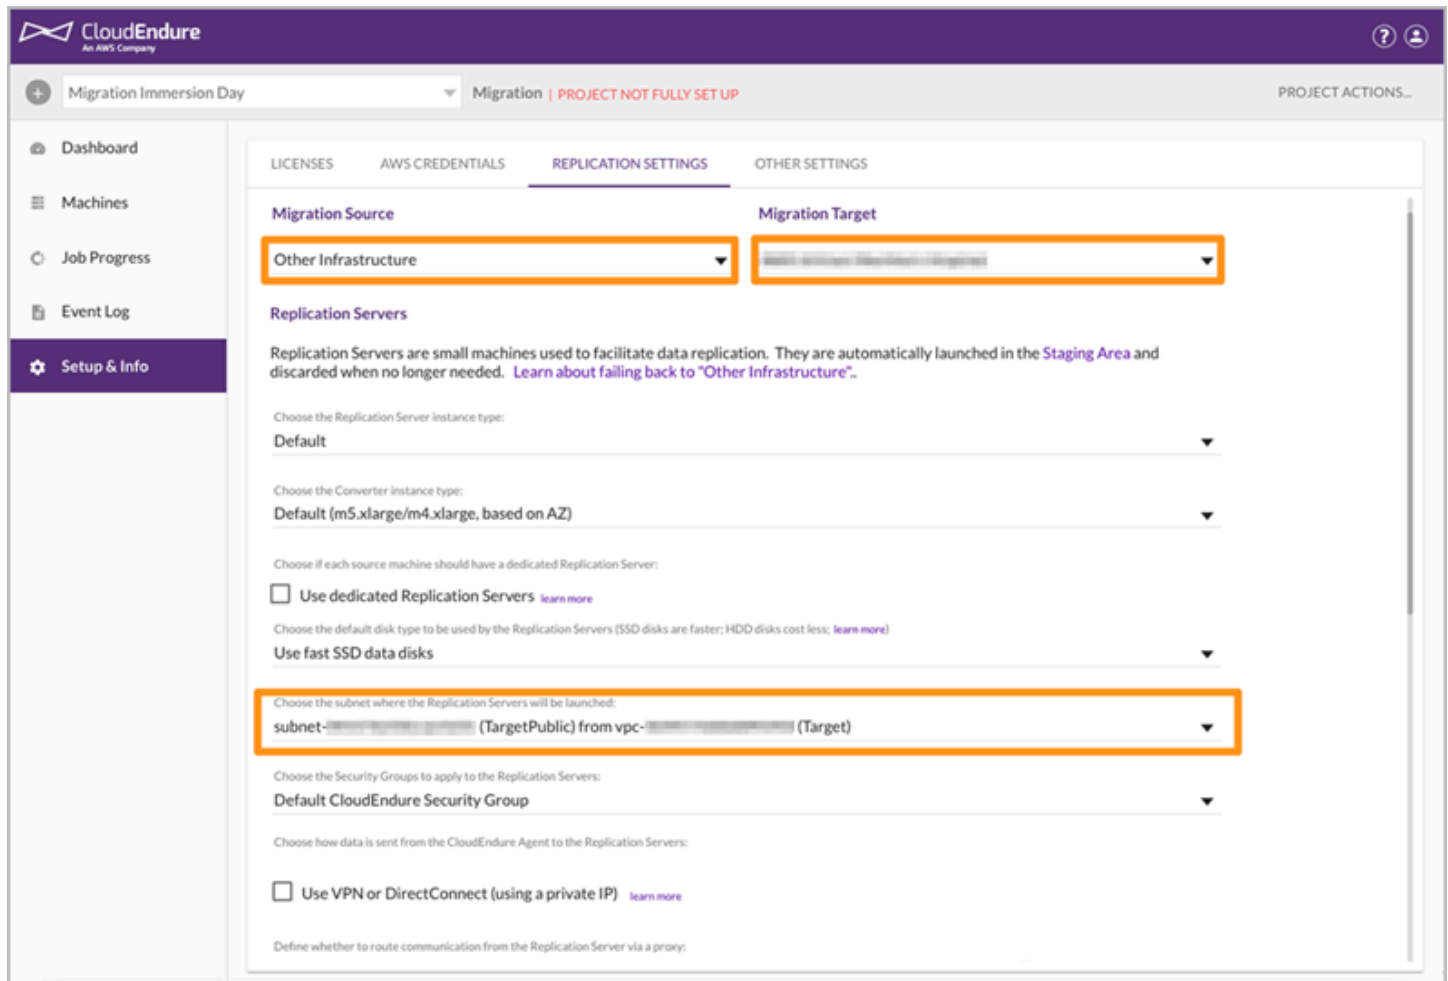 CloudEndure
An AWS Company
Migration Immersion Day
Migration | PROJECT NOT FULLY SET UP
PROJECT ACTIONS...
Dashboard
Machines
Job Progress
Event Log
Setup & Info
LICENSES
AWS CREDENTIALS
REPLICATION SETTINGS
OTHER SETTINGS
Migration Source
Migration Target
Other Infrastructure
Replication Servers
Replication Servers are small machines used to facilitate data replication. They are automatically launched in the Staging Area and
discarded when no longer needed. Learn about failing back to "Other Infrastructure"..
Choose the Replication Server instance type:
Default
Choose the Converter instance type:
Default (m5.xlarge/m4.xlarge, based on AZ)
Choose if each source machine should have a dedicated Replication Server:
Use dedicated Replication Servers learn more
Choose the default disk type to be used by the Replication Servers (SSD disks are faster; HDD disks cost less; learn more)
Use fast SSD data disks
Choose the subnet where the Replication Servers will be launched:
subnet- (TargetPublic) from vpc- (Target)
Choose the Security Groups to apply to the Replication Servers:
Default CloudEndure Security Group
Choose how data is sent from the CloudEndure Agent to the Replication Servers:
Use VPN or DirectConnect (using a private IP) learn more
Define whether to route communication from the Replication Server via a proxy: